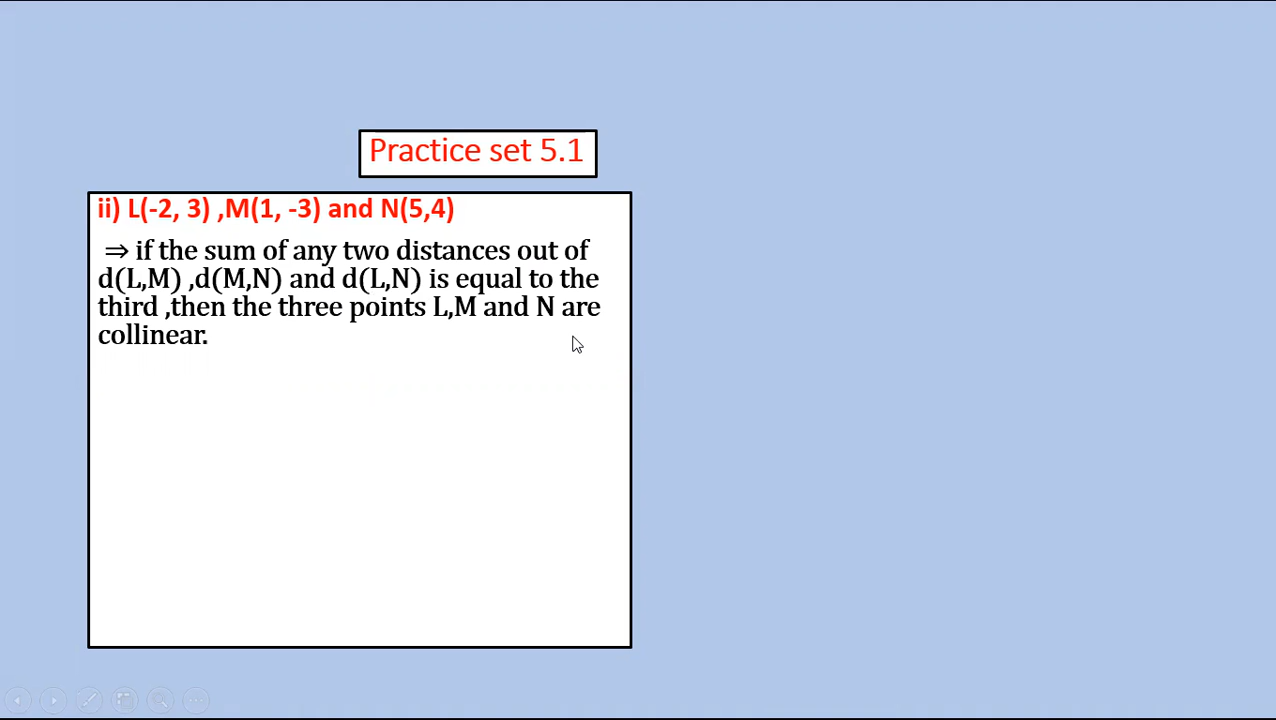 Practice set 5.1
ii) L(-2, 3) ,M(1, -3) and N(5,4)
⇒ if the sum of any two distances out of
d(L,M) ,d(M,N) and d(L,N) is equal to the
third ,then the three points L,M and N are
collinear.